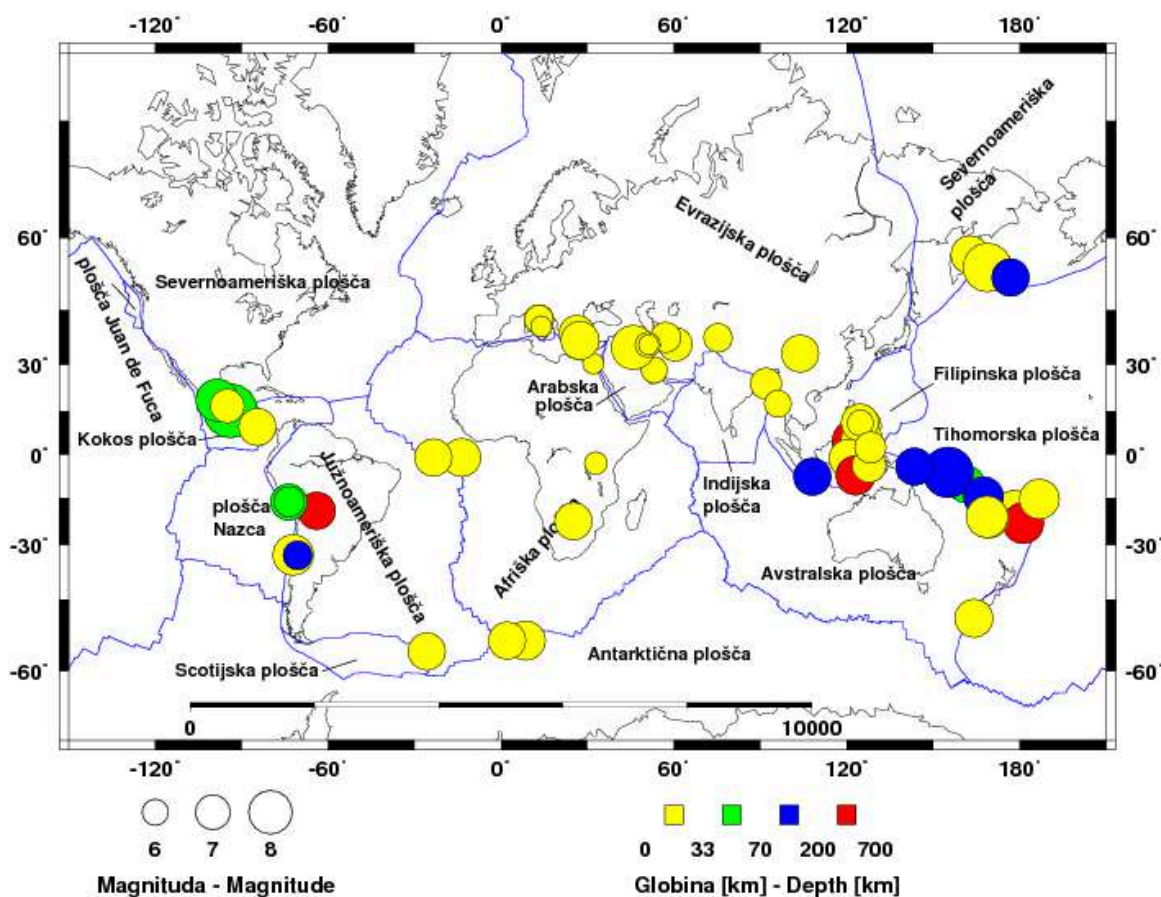 -120° -60° 0° 60° 120° 180°
60° 60°
30° 30°
0° 0°
-30° -30°
-60° -60°
Severnoameriška
plošča
Evrazijska plošča
Severnoameriška plošča
plošča Juan de Fuca
Arabska
plošča
Filipinska plošča
Kokos plošča
Tihomorska plošča
Južnoameriška plošča
Indijska
plošča
plošča
Nazca
Afriška plo
Avstralska plošča
Scotijska plošča
Antarktična plošča
0 10000
-120° -60° 0° 60° 120° 180°
6 7 8
0 33 70 200 700
Magnituda - Magnitude
Globina [km] - Depth [km]